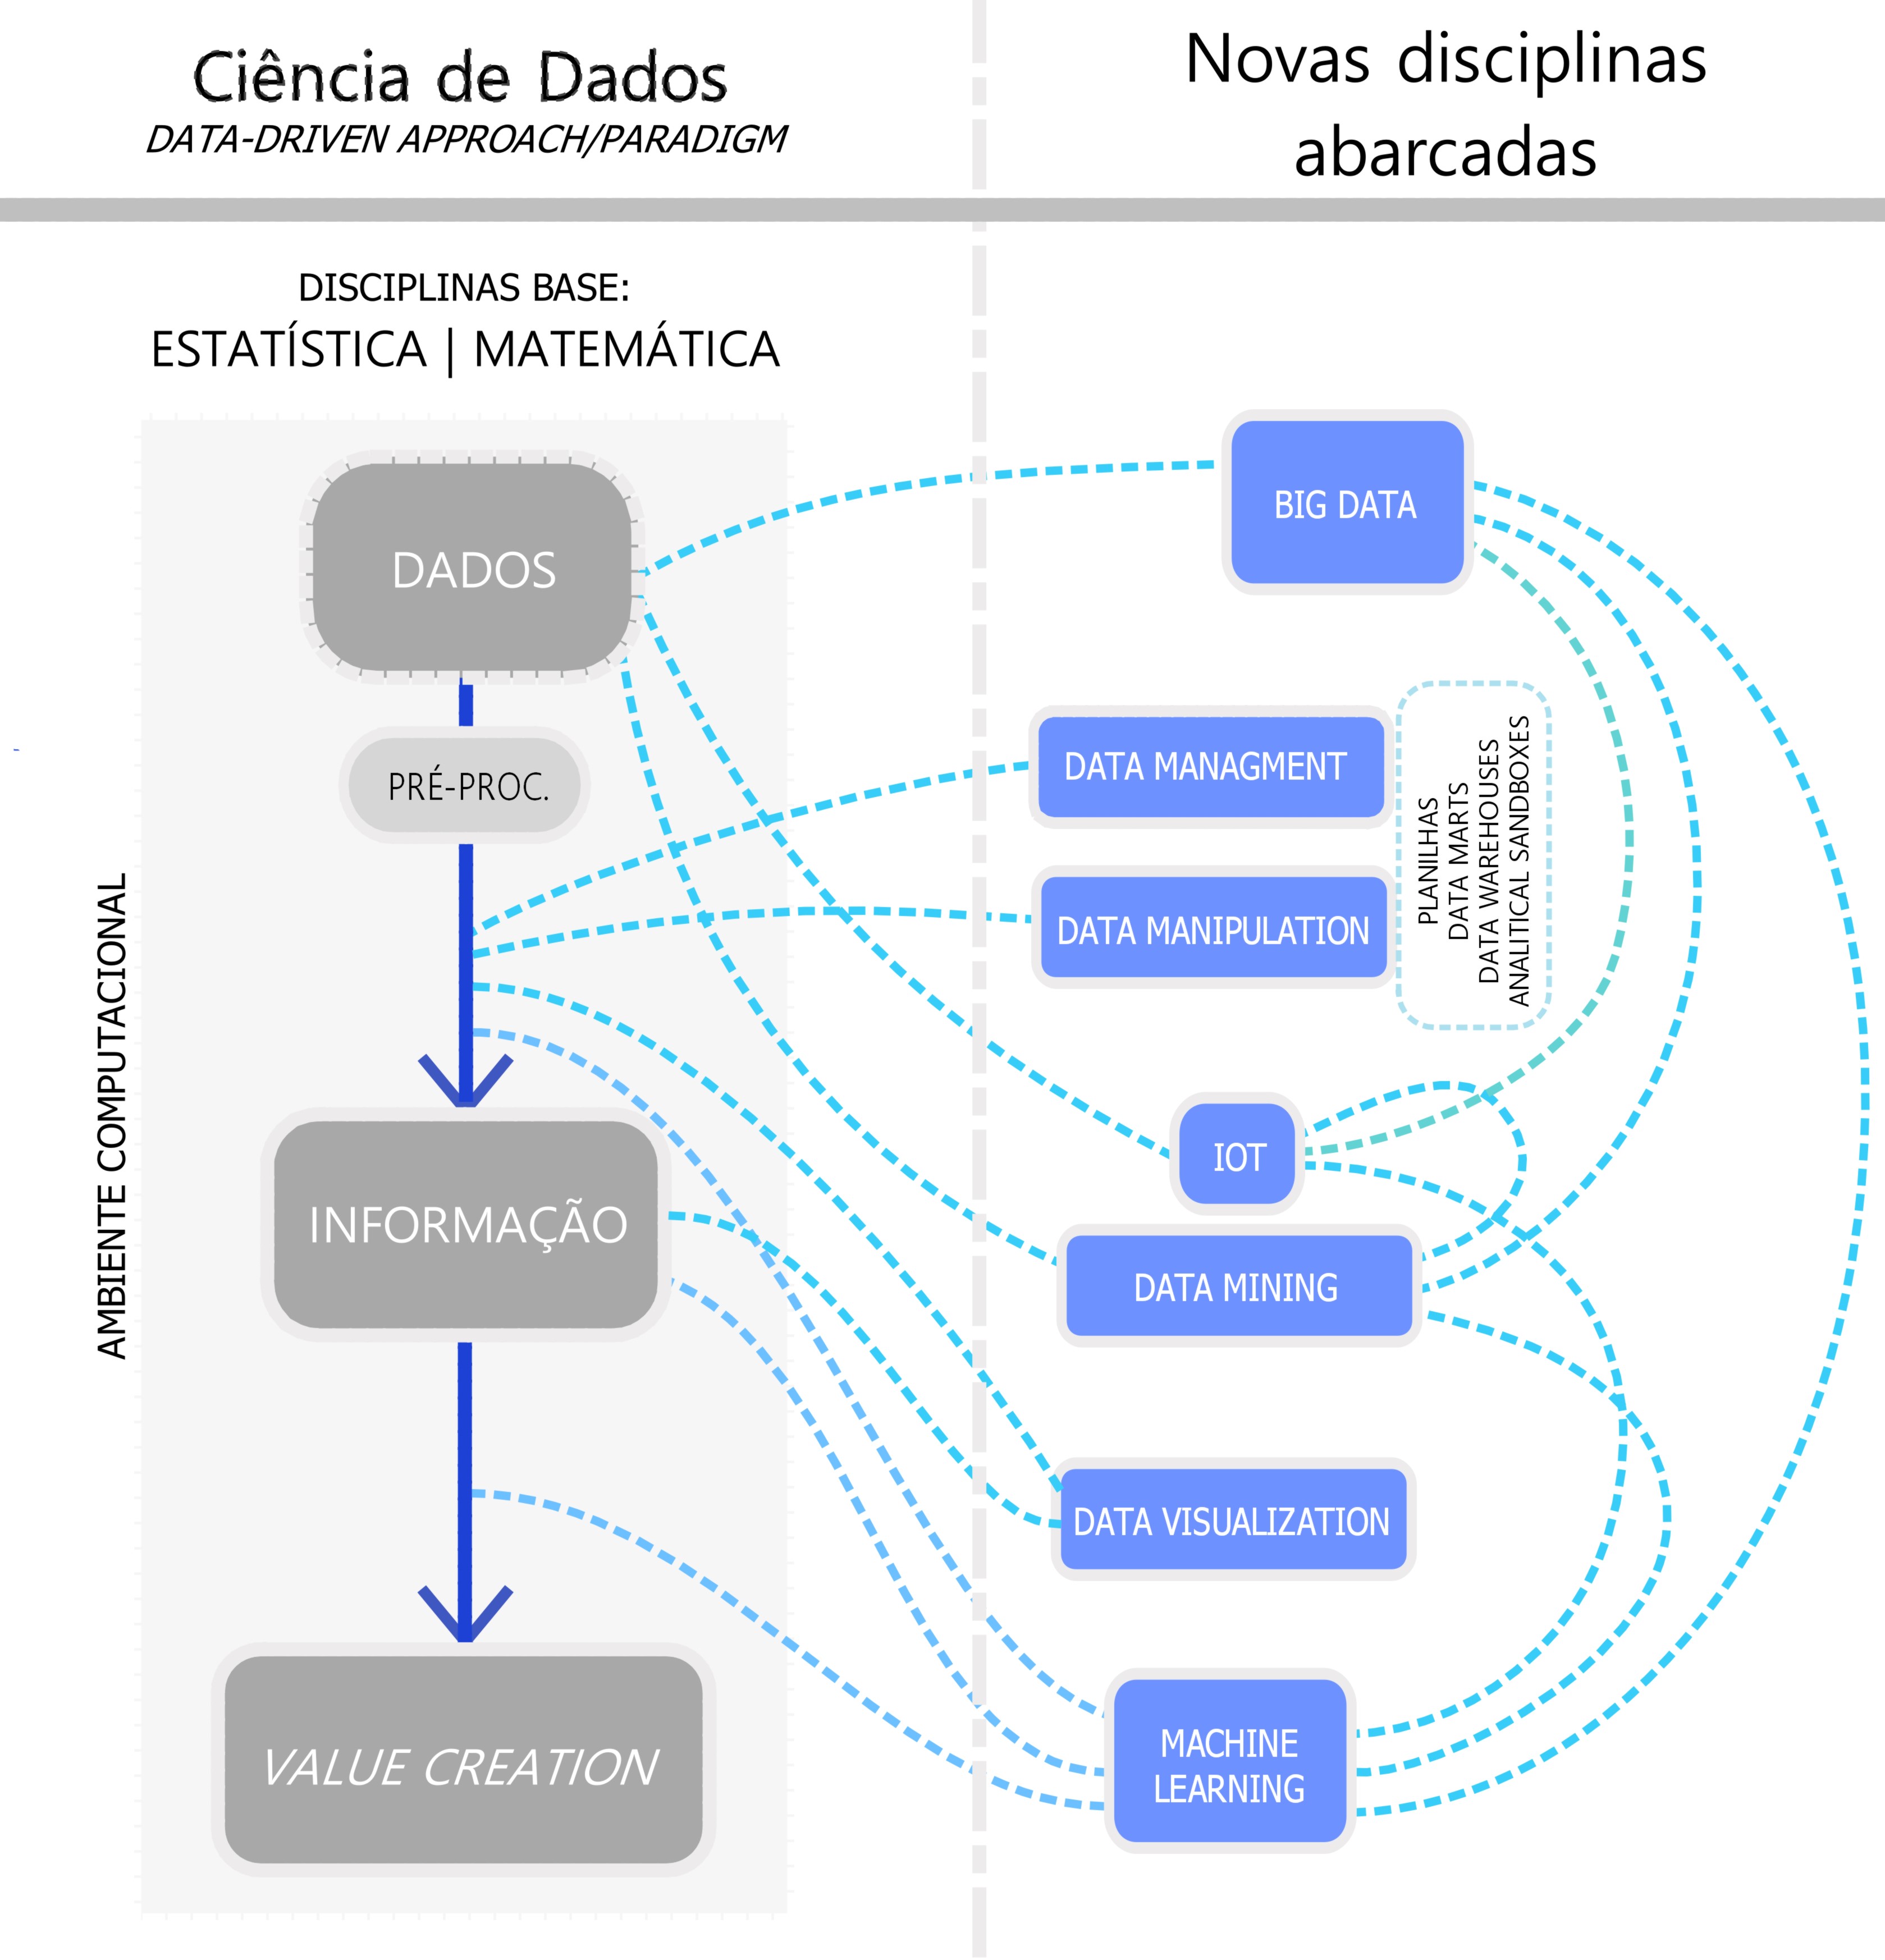 Ciência de Dados
DATA-DRIVEN APPROACH/PARADIGM
Novas disciplinas
abarcadas
DISCIPLINAS BASE:
ESTATÍSTICA | MATEMÁTICA
AMBIENTE COMPUTACIONAL
DADOS
PRÉ-PROC.
INFORMAÇÃO
VALUE CREATION
BIG DATA
DATA MANAGMENT
DATA MANIPULATION
PLANILHAS
DATA MARTS
DATA WAREHOUSES
ANALITICAL SANDBOXES
IOT
DATA MINING
DATA VISUALIZATION
MACHINE
LEARNING